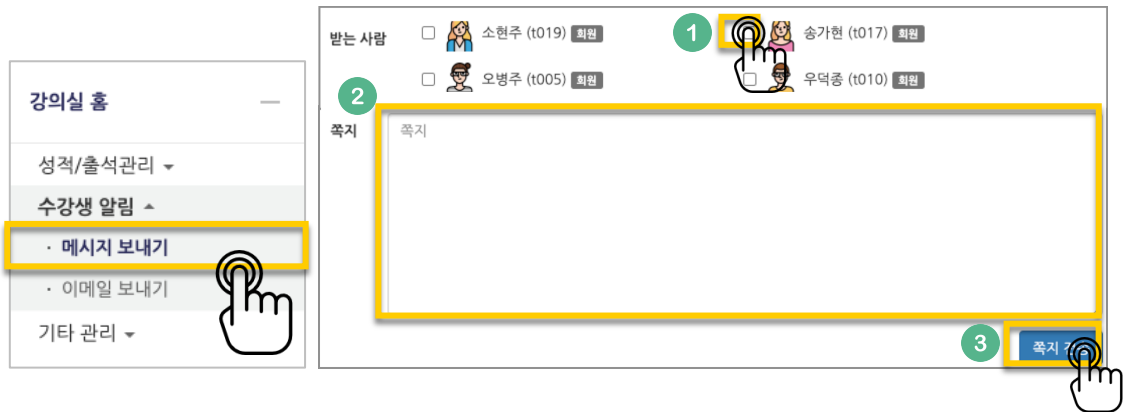 강의실 홈
성적/출석관리
수강생 알림
· 메시지 보내기
· 이메일 보내기
기타 관리
받는 사람
소현주 (t019) 회원
1
송가현 (t017) 회원
오병주 (t005) 회원
우덕종 (t010) 회원
2
쪽지
쪽지
3
쪽지